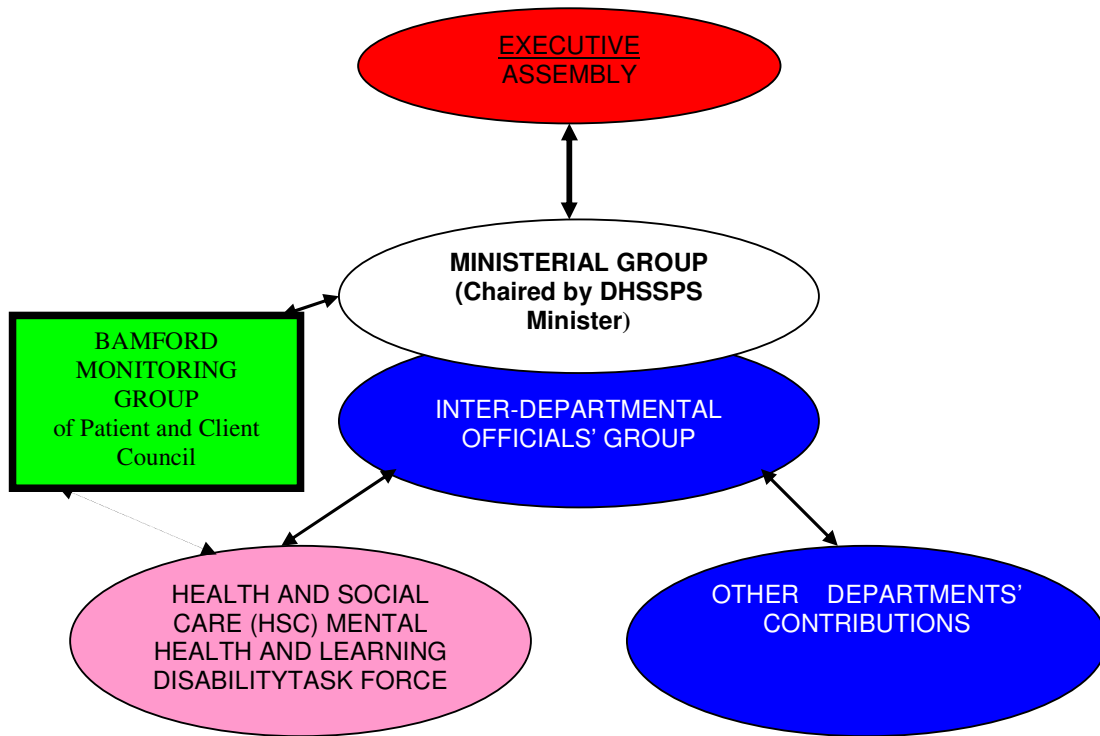 EXECUTIVE
ASSEMBLY
MINISTERIAL GROUP
(Chaired by DHSSPS
Minister)
BAMFORD
MONITORING
GROUP
of Patient and Client
Council
INTER-DEPARTMENTAL
OFFICIALS’ GROUP
HEALTH AND SOCIAL
CARE (HSC) MENTAL
HEALTH AND LEARNING
DISABILITYTASK FORCE
OTHER DEPARTMENTS’
CONTRIBUTIONS